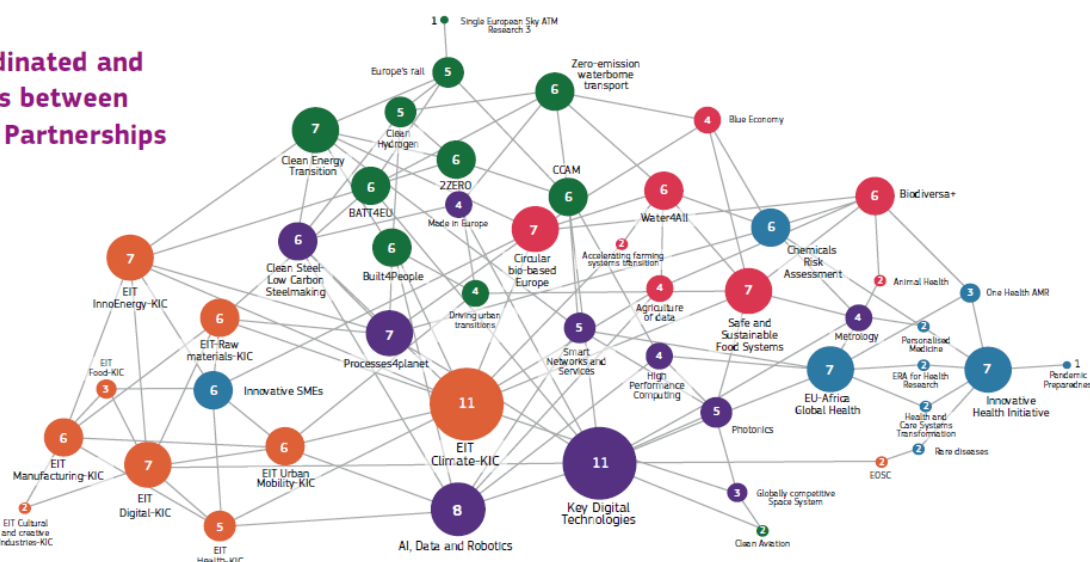 dinated and
s between
Partnerships
1
Single European Sky ATM
Research 3
Europe's rail
5
6
Zero-emission
waterborne
transport
5
Clean
Hydrogen
4
Blue Economy
7
Clean Energy
Transition
6
2ZERO
CCAM
6
6
BATT4EU
4
Made in Europe
6
Water4All
6
Biodiversa+
6
Clean Steel-
Low Carbon
Steelmaking
6
Built4People
7
Circular
bio-based
Europe
2
Accelerating farming
systems transition
6
Chemicals
Risk
Assessment
7
EIT
InnoEnergy-KIC
4
Driving urban
transitions
4
Agriculture
of data
7
Safe and
Sustainable
Food Systems
2
Animal Health
3
One Health AMR
6
EIT-Raw
materials-KIC
7
Processes4planet
5
Smart
Networks and
Services
4
Metrology
2
Personalised
Medicine
EIT
Food-KIC
3
6
Innovative SMEs
4
High
Performance
Computing
7
EU-Africa
Global Health
2
ERA for Health
Research
7
Innovative
Health Initiative
1
Pandemic
Preparednes
11
EIT
Climate-KIC
5
Photonics
2
Health and
Care Systems
Transformation
6
EIT
Manufacturing-KIC
7
EIT
Digital-KIC
6
EIT Urban
Mobility-KIC
11
Key Digital
Technologies
2
EOSC
2
Rare diseases
2
EIT Cultural
and creative
Industries-KIC
5
EIT
Health-KIC
8
AI, Data and Robotics
3
Globally competitive
Space System
2
Clean Aviation